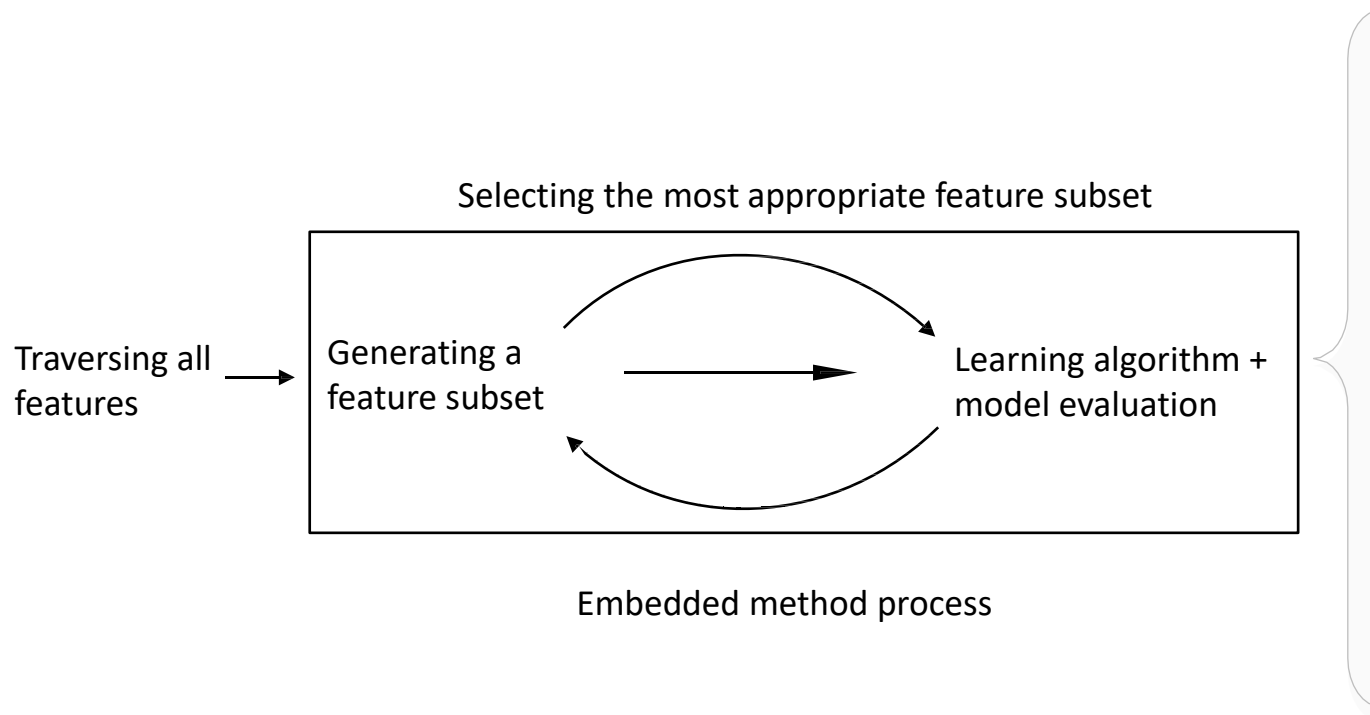 Selecting the most appropriate feature subset
Traversing all
features
Generating a
feature subset
Learning algorithm +
model evaluation
Embedded method process